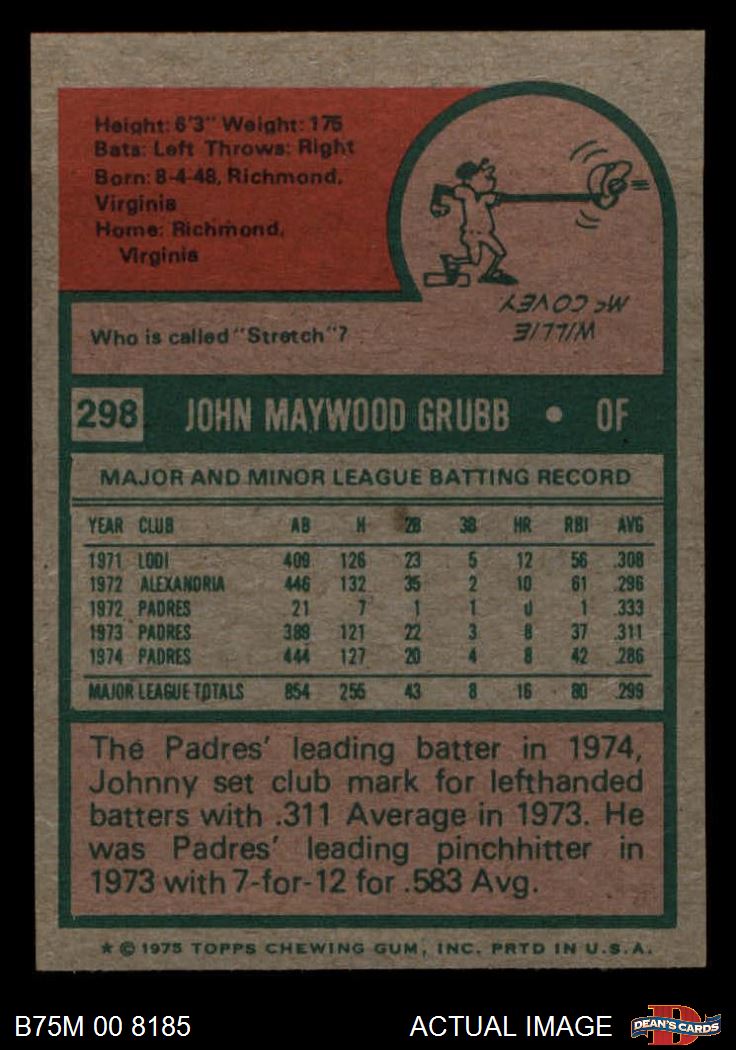 Height: 6'3" Weight: 175
Bats: Left Throws: Right
Born: 8-4-48, Richmond,
Virginia
Home: Richmond,
Virginia
WILLIE
McCOVEY
Who is called "Stretch"?
298 JOHN MAYWOOD GRUBB • OF
MAJOR AND MINOR LEAGUE BATTING RECORD
YEAR CLUB AB H 2B 3B HR RBI AVG
1971 LODI 409 126 23 5 12 56 .308
1972 ALEXANDRIA 446 132 35 2 10 61 .296
1972 PADRES 21 7 1 1 0 1 .333
1973 PADRES 389 121 22 3 8 37 .311
1974 PADRES 444 127 20 4 8 42 .286
MAJOR LEAGUE TOTALS 854 255 43 8 16 80 .299
The Padres' leading batter in 1974,
Johnny set club mark for lefthanded
batters with .311 Average in 1973. He
was Padres' leading pinchhitter in
1973 with 7-for-12 for .583 Avg.
★ © 1975 TOPPS CHEWING GUM, INC. PRTD IN U.S.A.
B75M 00 8185 ACTUAL IMAGE DEAN'S CARDS